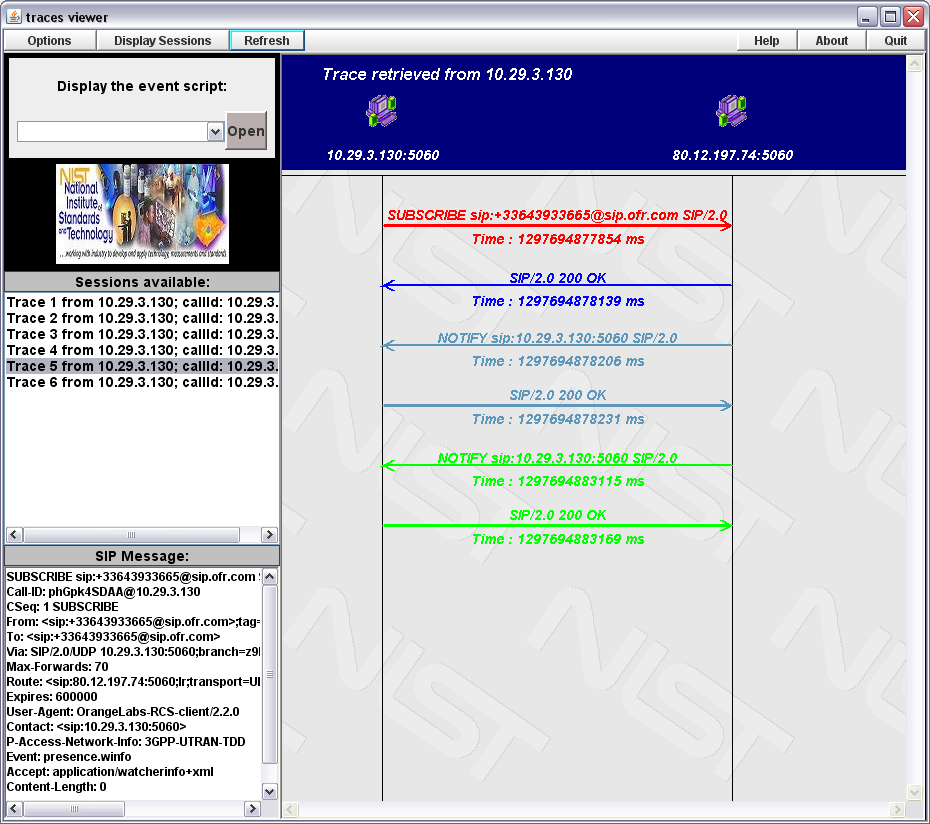 traces viewer
Options Display Sessions Refresh Help About Quit
Display the event script:
Open
NIST
National
Institute of
Standards
and Technology
...working with industry to develop and apply technology, measurements and standards
Sessions available:
Trace 1 from 10.29.3.130; callId: 10.29.3.
Trace 2 from 10.29.3.130; callId: 10.29.3.
Trace 3 from 10.29.3.130; callId: 10.29.3.
Trace 4 from 10.29.3.130; callId: 10.29.3.
Trace 5 from 10.29.3.130; callId: 10.29.3.
Trace 6 from 10.29.3.130; callId: 10.29.3.
SIP Message:
SUBSCRIBE sip:+33643933665@sip.ofr.com
Call-ID: phGpk4SDAA@10.29.3.130
CSeq: 1 SUBSCRIBE
From: <sip:+33643933665@sip.ofr.com>;tag=
To: <sip:+33643933665@sip.ofr.com>
Via: SIP/2.0/UDP 10.29.3.130:5060;branch=z9
Max-Forwards: 70
Route: <sip:80.12.197.74:5060;lr;transport=U
Expires: 600000
User-Agent: OrangeLabs-RCS-client/2.2.0
Contact: <sip:10.29.3.130:5060>
P-Access-Network-Info: 3GPP-UTRAN-TDD
Event: presence.winfo
Accept: application/watcherinfo+xml
Content-Length: 0
Trace retrieved from 10.29.3.130
10.29.3.130:5060 80.12.197.74:5060
SUBSCRIBE sip:+33643933665@sip.ofr.com SIP/2.0
Time : 1297694877854 ms
SIP/2.0 200 OK
Time : 1297694878139 ms
NOTIFY sip:10.29.3.130:5060 SIP/2.0
Time : 1297694878206 ms
SIP/2.0 200 OK
Time : 1297694878231 ms
NOTIFY sip:10.29.3.130:5060 SIP/2.0
Time : 1297694883115 ms
SIP/2.0 200 OK
Time : 1297694883169 ms
NIST
NIST
NIST
NIST
NIST
NIST